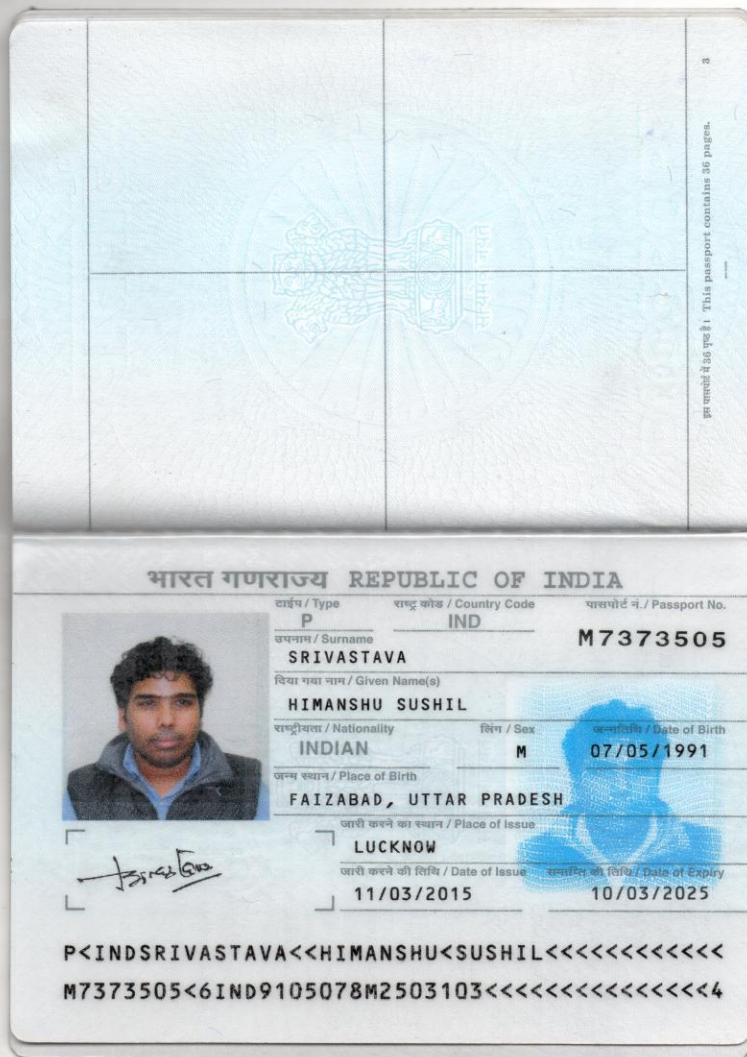 3
इस पासपोर्ट में 36 पृष्ठ है। This passport contains 36 pages.
भारत गणराज्य REPUBLIC OF INDIA
टाईप / Type राष्ट्र कोड / Country Code पासपोर्ट नं. / Passport No.
P IND M7373505
उपनाम / Surname
SRIVASTAVA
दिया गया नाम / Given Name(s)
HIMANSHU SUSHIL
राष्ट्रीयता / Nationality लिंग / Sex जन्मतिथि / Date of Birth
INDIAN M 07/05/1991
जन्म स्थान / Place of Birth
FAIZABAD, UTTAR PRADESH
जारी करने का स्थान / Place of Issue
LUCKNOW
जारी करने की तिथि / Date of Issue समाप्ति की तिथि / Date of Expiry
11/03/2015 10/03/2025
P<INDSRIVASTAVA<<HIMANSHU<SUSHIL<<<<<<<<<<<<
M7373505<6IND9105078M2503103<<<<<<<<<<<<<<<4